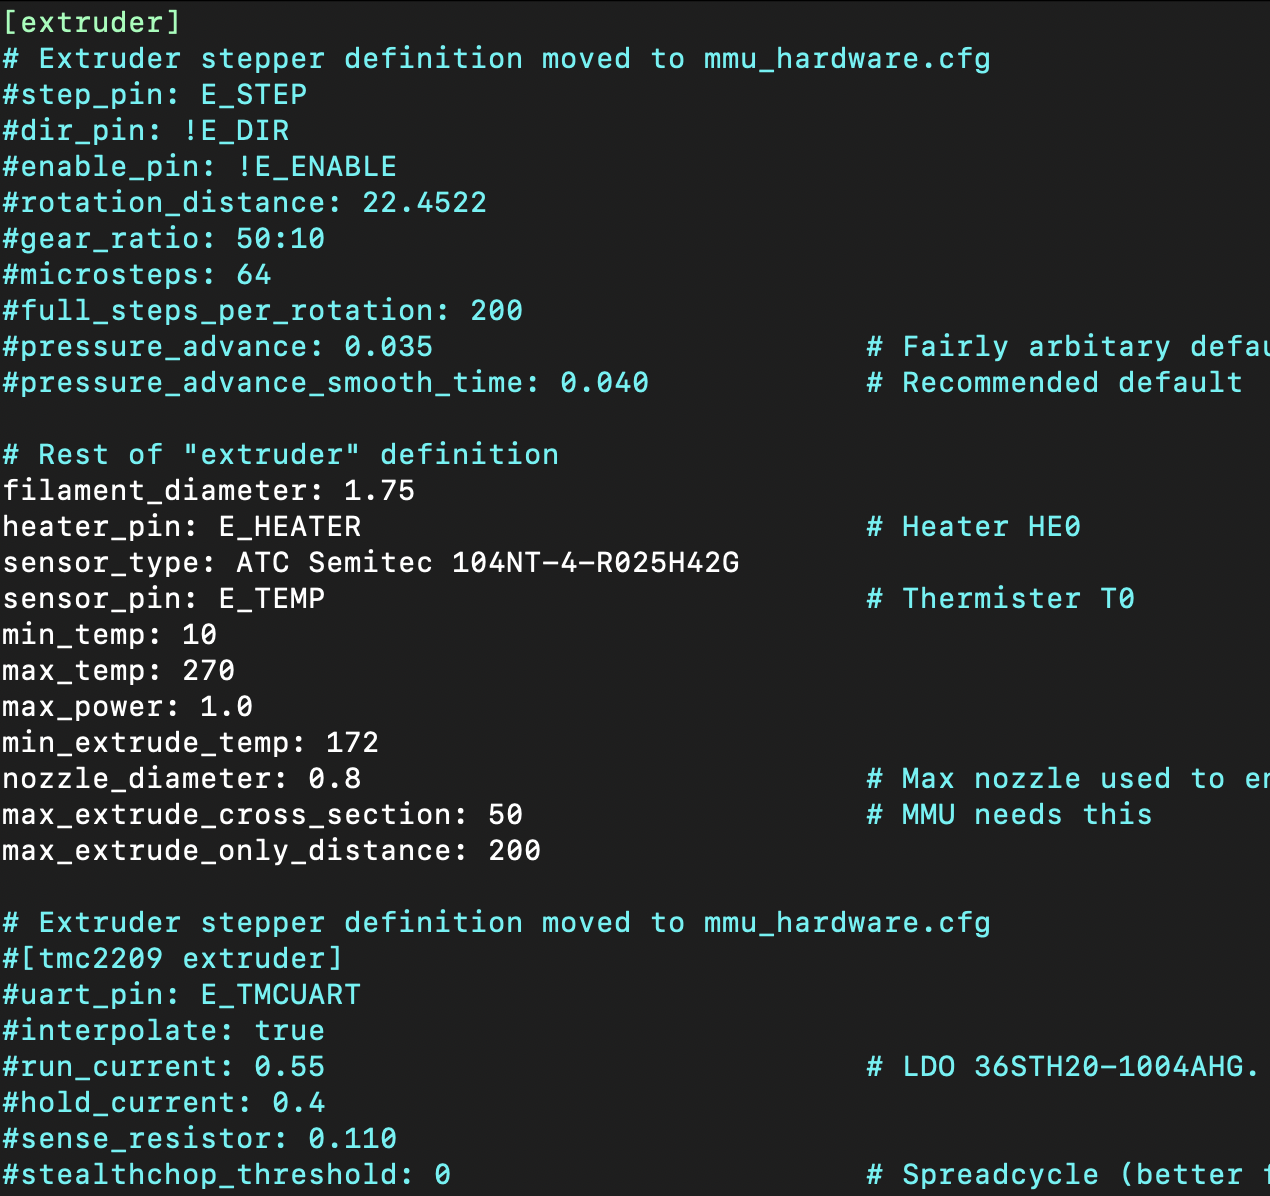 [extruder]
# Extruder stepper definition moved to mmu_hardware.cfg
#step_pin: E_STEP
#dir_pin: !E_DIR
#enable_pin: !E_ENABLE
#rotation_distance: 22.4522
#gear_ratio: 50:10
#microsteps: 64
#full_steps_per_rotation: 200
#pressure_advance: 0.035 # Fairly arbitary defau
#pressure_advance_smooth_time: 0.040 # Recommended default
# Rest of "extruder" definition
filament_diameter: 1.75
heater_pin: E_HEATER # Heater HE0
sensor_type: ATC Semitec 104NT-4-R025H42G
sensor_pin: E_TEMP # Thermister T0
min_temp: 10
max_temp: 270
max_power: 1.0
min_extrude_temp: 172
nozzle_diameter: 0.8 # Max nozzle used to
max_extrude_cross_section: 50 # MMU needs this
max_extrude_only_distance: 200
# Extruder stepper definition moved to mmu_hardware.cfg
#[tmc2209 extruder]
#uart_pin: E_TMCUART
#interpolate: true
#run_current: 0.55 # LDO 36STH20-1004AHG.
#hold_current: 0.4
#sense_resistor: 0.110
#stealthchop_threshold: 0 # Spreadcycle (better